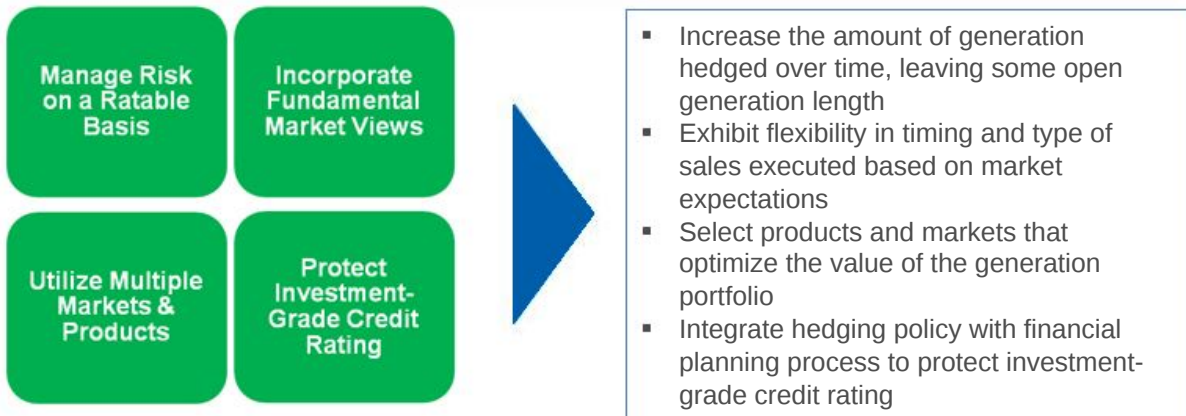 Manage Risk
on a Ratable
Basis
Incorporate
Fundamental
Market Views
Utilize Multiple
Markets &
Products
Protect
Investment-
Grade Credit
Rating
▪ Increase the amount of generation
hedged over time, leaving some open
generation length
▪ Exhibit flexibility in timing and type of
sales executed based on market
expectations
▪ Select products and markets that
optimize the value of the generation
portfolio
▪ Integrate hedging policy with financial
planning process to protect investment-
grade credit rating